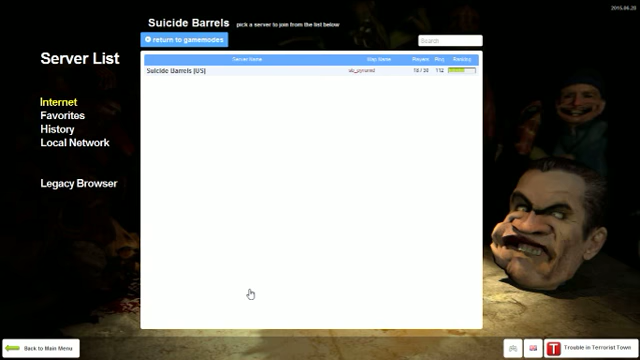 2015.06.20
Suicide Barrels pick a server to join from the list below
return to gamemodes
Search
Server List
Server Name Map Name Players Ping Ranking
Suicide Barrels [US] 112
Internet
Favorites
History
Local Network
Legacy Browser
Back to Main Menu
Trouble in Terrorist Town